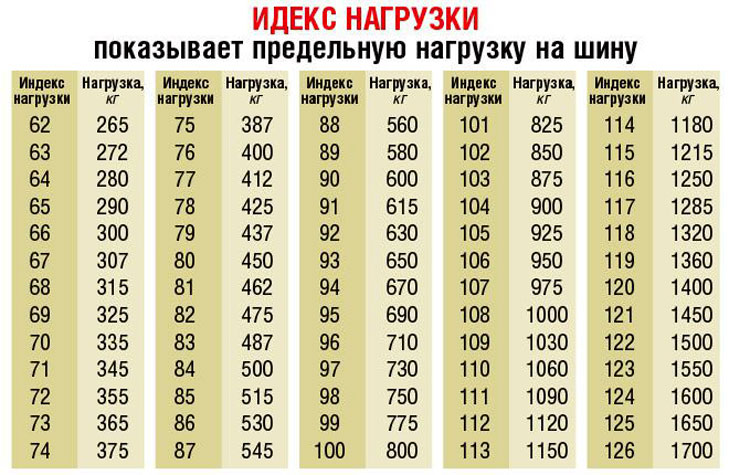 ИДЕКС НАГРУЗКИ
показывает предельную нагрузку на шину
Индекс нагрузки Нагрузка, кг Индекс нагрузки Нагрузка, кг Индекс нагрузки Нагрузка, кг Индекс нагрузки Нагрузка, кг Индекс нагрузки Нагрузка, кг
62 265 75 387 88 560 101 825 114 1180
63 272 76 400 89 580 102 850 115 1215
64 280 77 412 90 600 103 875 116 1250
65 290 78 425 91 615 104 900 117 1285
66 300 79 437 92 630 105 925 118 1320
67 307 80 450 93 650 106 950 119 1360
68 315 81 462 94 670 107 975 120 1400
69 325 82 475 95 690 108 1000 121 1450
70 335 83 487 96 710 109 1030 122 1500
71 345 84 500 97 730 110 1060 123 1550
72 355 85 515 98 750 111 1090 124 1600
73 365 86 530 99 775 112 1120 125 1650
74 375 87 545 100 800 113 1150 126 1700